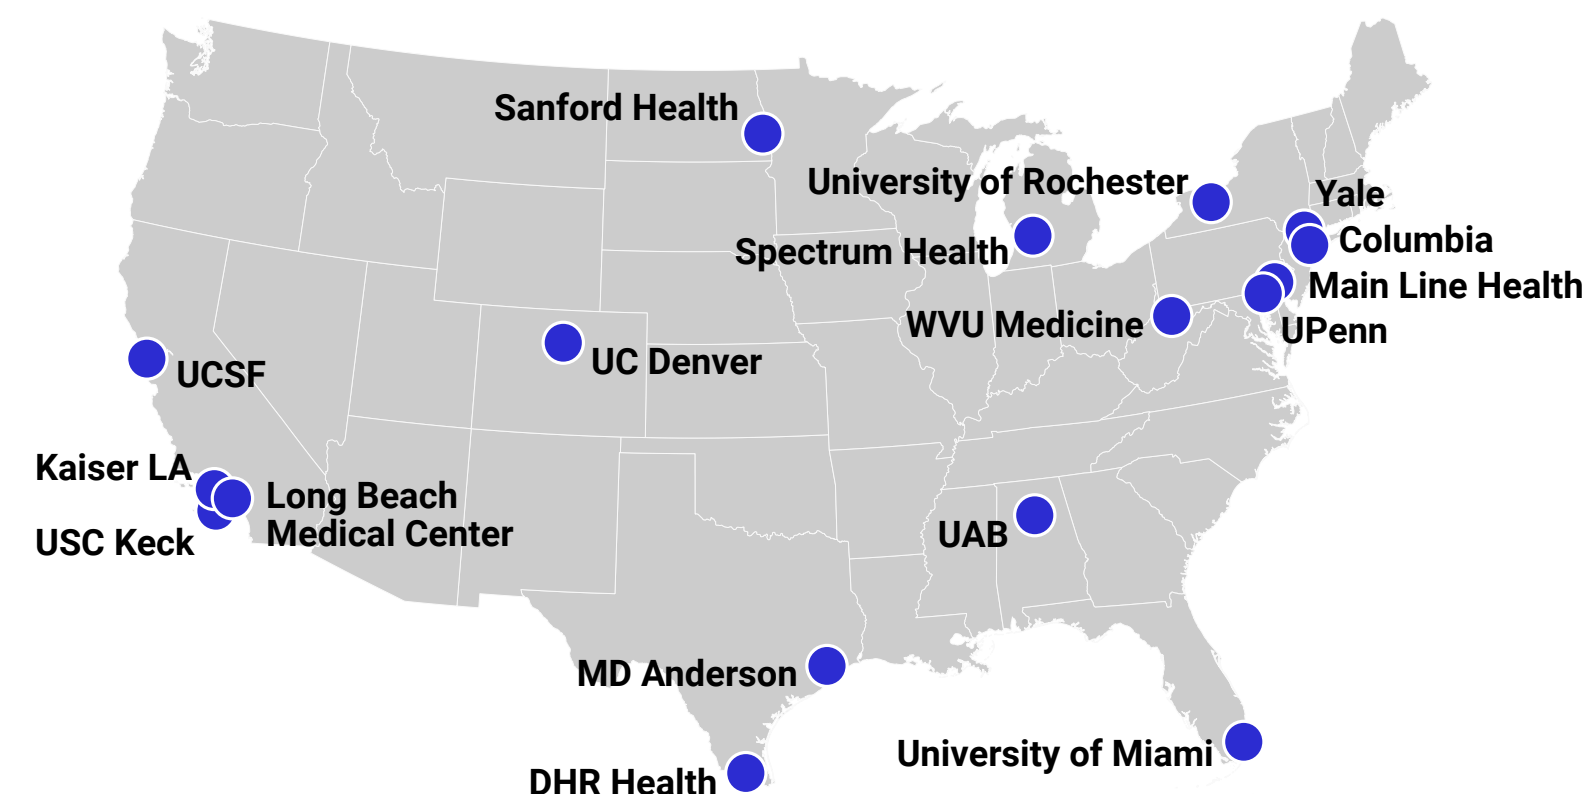 Sanford Health
University of Rochester
Yale
Columbia
Spectrum Health
Main Line Health
WVU Medicine
UPenn
UC Denver
UCSF
Kaiser LA
Long Beach
Medical Center
USC Keck
UAB
MD Anderson
University of Miami
DHR Health